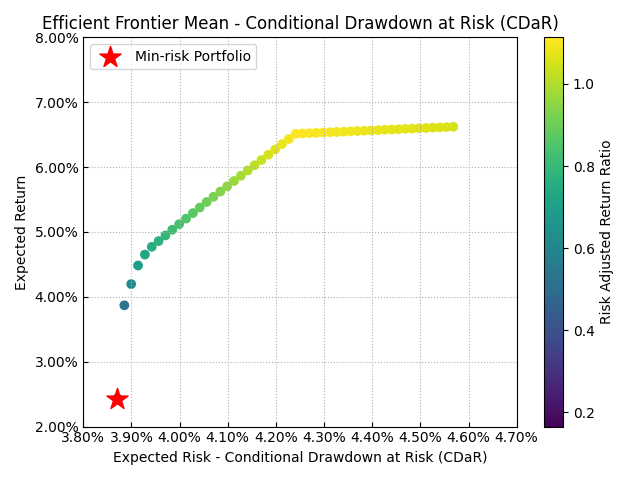 Efficient Frontier Mean - Conditional Drawdown at Risk (CDaR)
Min-risk Portfolio
8.00%
7.00%
6.00%
5.00%
4.00%
3.00%
2.00%
Expected Return
3.80% 3.90% 4.00% 4.10% 4.20% 4.30% 4.40% 4.50% 4.60% 4.70%
Expected Risk - Conditional Drawdown at Risk (CDaR)
1.0
0.8
0.6
0.4
0.2
Risk Adjusted Return Ratio